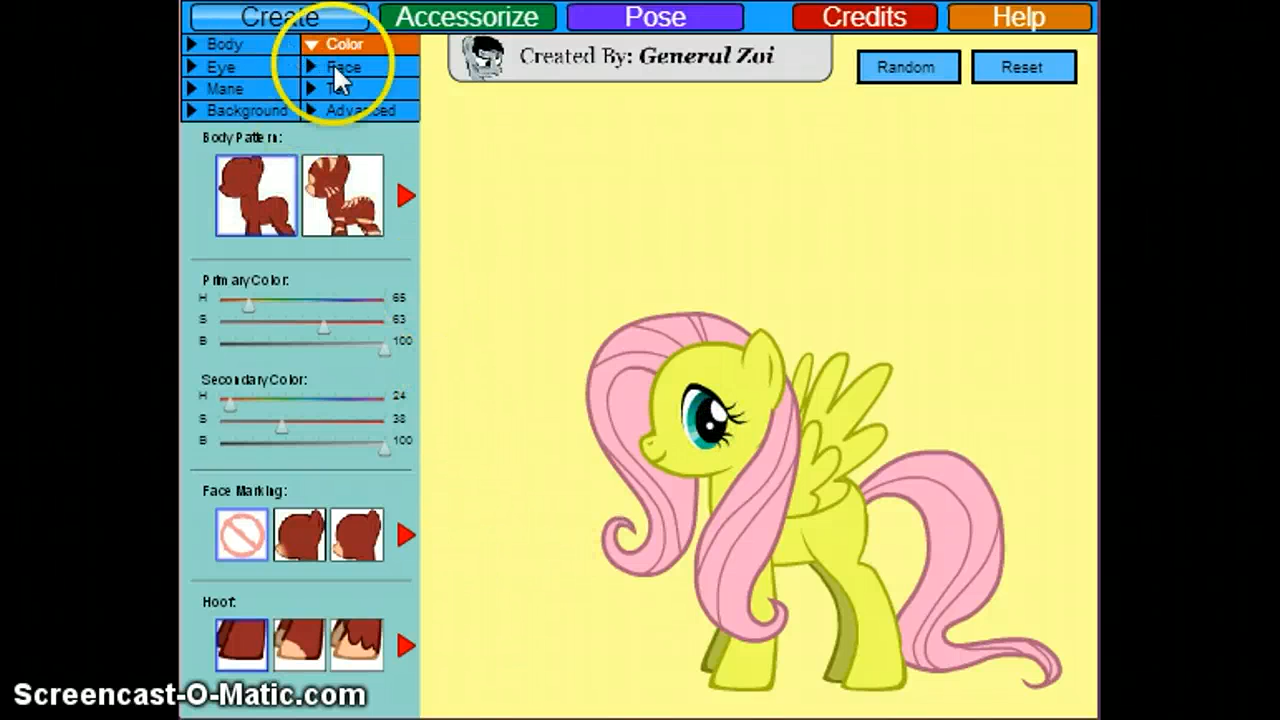 Create Accessorize Pose Credits Help
Body Color
Eye Face
Mane
Background Advanced
Created By: General Zoi
Random Reset
Body Pattern:
Primary Color:
H 65
S 63
B 100
Secondary Color:
H 24
S 38
B 100
Face Marking:
Hoof:
Screencast-O-Matic.com